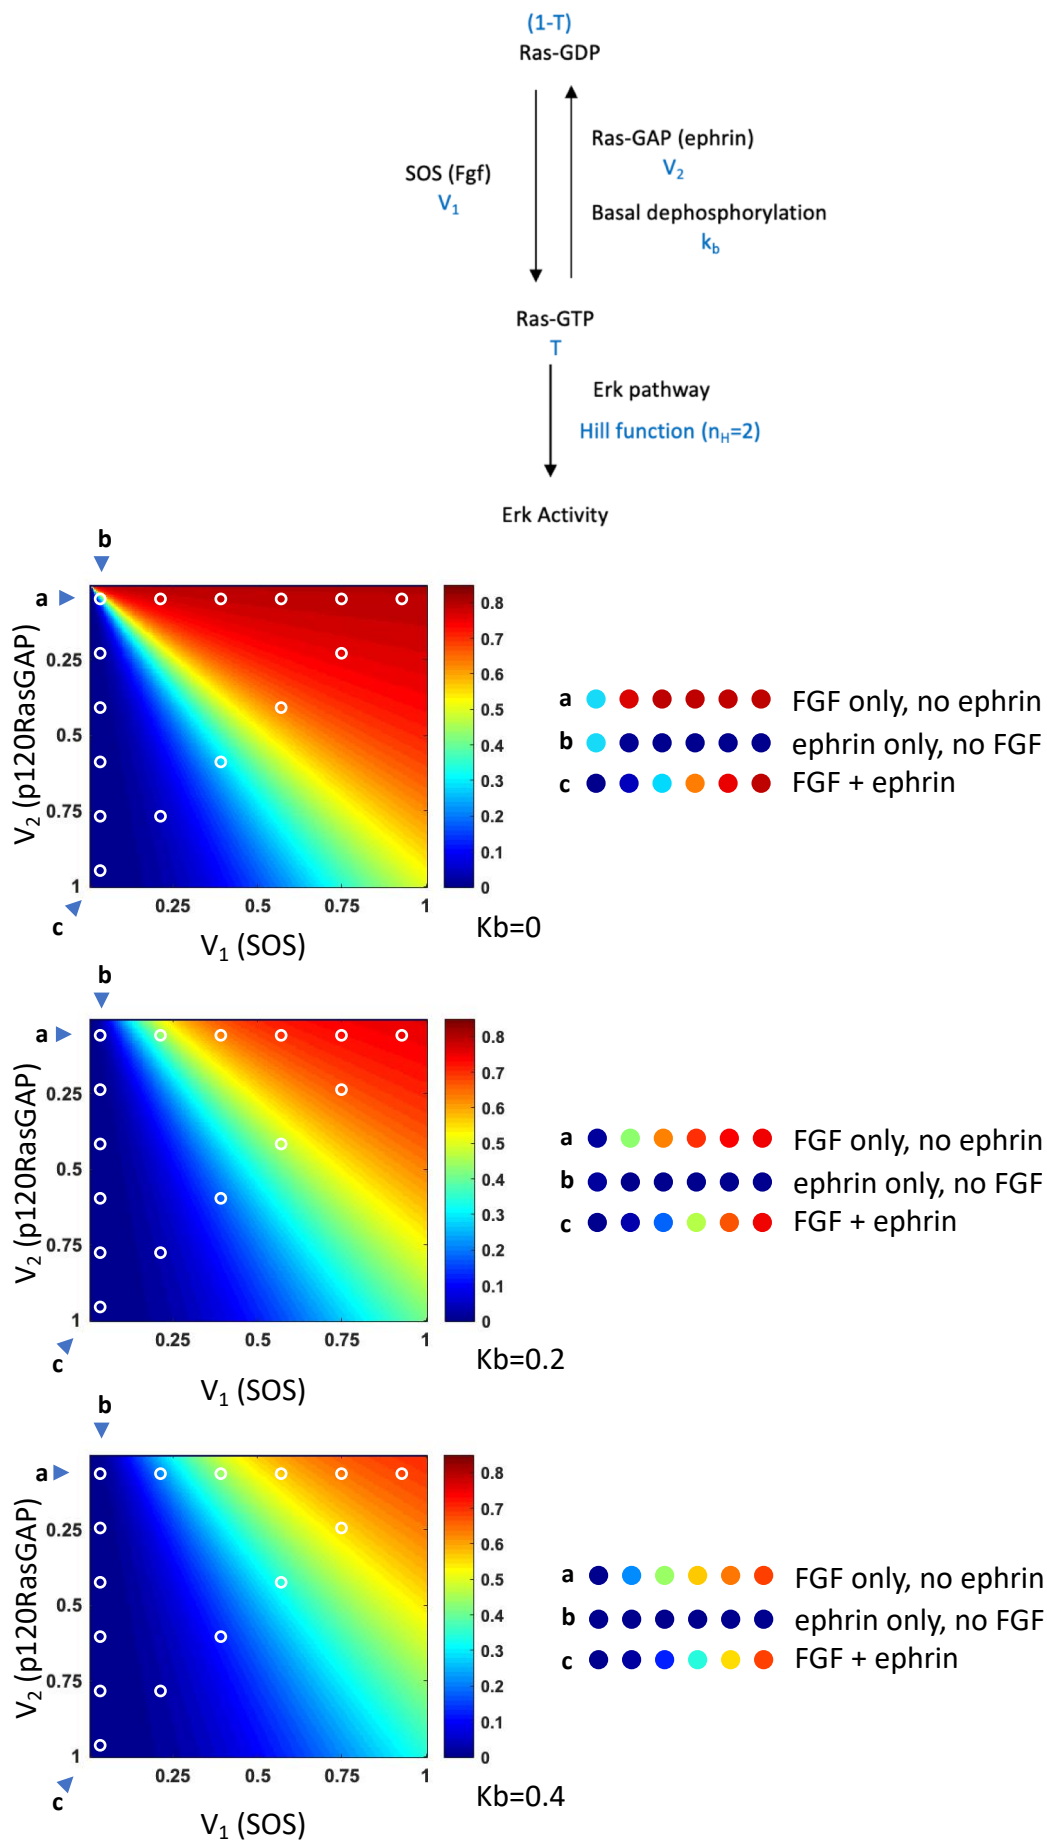 (1-T)
Ras-GDP
Ras-GAP (ephrin)
SOS (Fgf)
V2
V1
Basal dephosphorylation
kb
Ras-GTP
T
Erk pathway
Hill function (nH=2)
Erk Activity
b
a
V2 (p120RasGAP)
0.25
0.5
0.75
1
0.25
0.5
0.75
1
c
V1 (SOS)
0.8
0.7
0.6
0.5
0.4
0.3
0.2
0.1
0
Kb=0
a FGF only, no ephrin
b ephrin only, no FGF
c FGF + ephrin
b
a
V2 (p120RasGAP)
0.25
0.5
0.75
1
0.25
0.5
0.75
1
c
V1 (SOS)
0.8
0.7
0.6
0.5
0.4
0.3
0.2
0.1
0
Kb=0.2
a FGF only, no ephrin
b ephrin only, no FGF
c FGF + ephrin
b
a
V2 (p120RasGAP)
0.25
0.5
0.75
1
0.25
0.5
0.75
1
c
V1 (SOS)
0.8
0.7
0.6
0.5
0.4
0.3
0.2
0.1
0
Kb=0.4
a FGF only, no ephrin
b ephrin only, no FGF
c FGF + ephrin